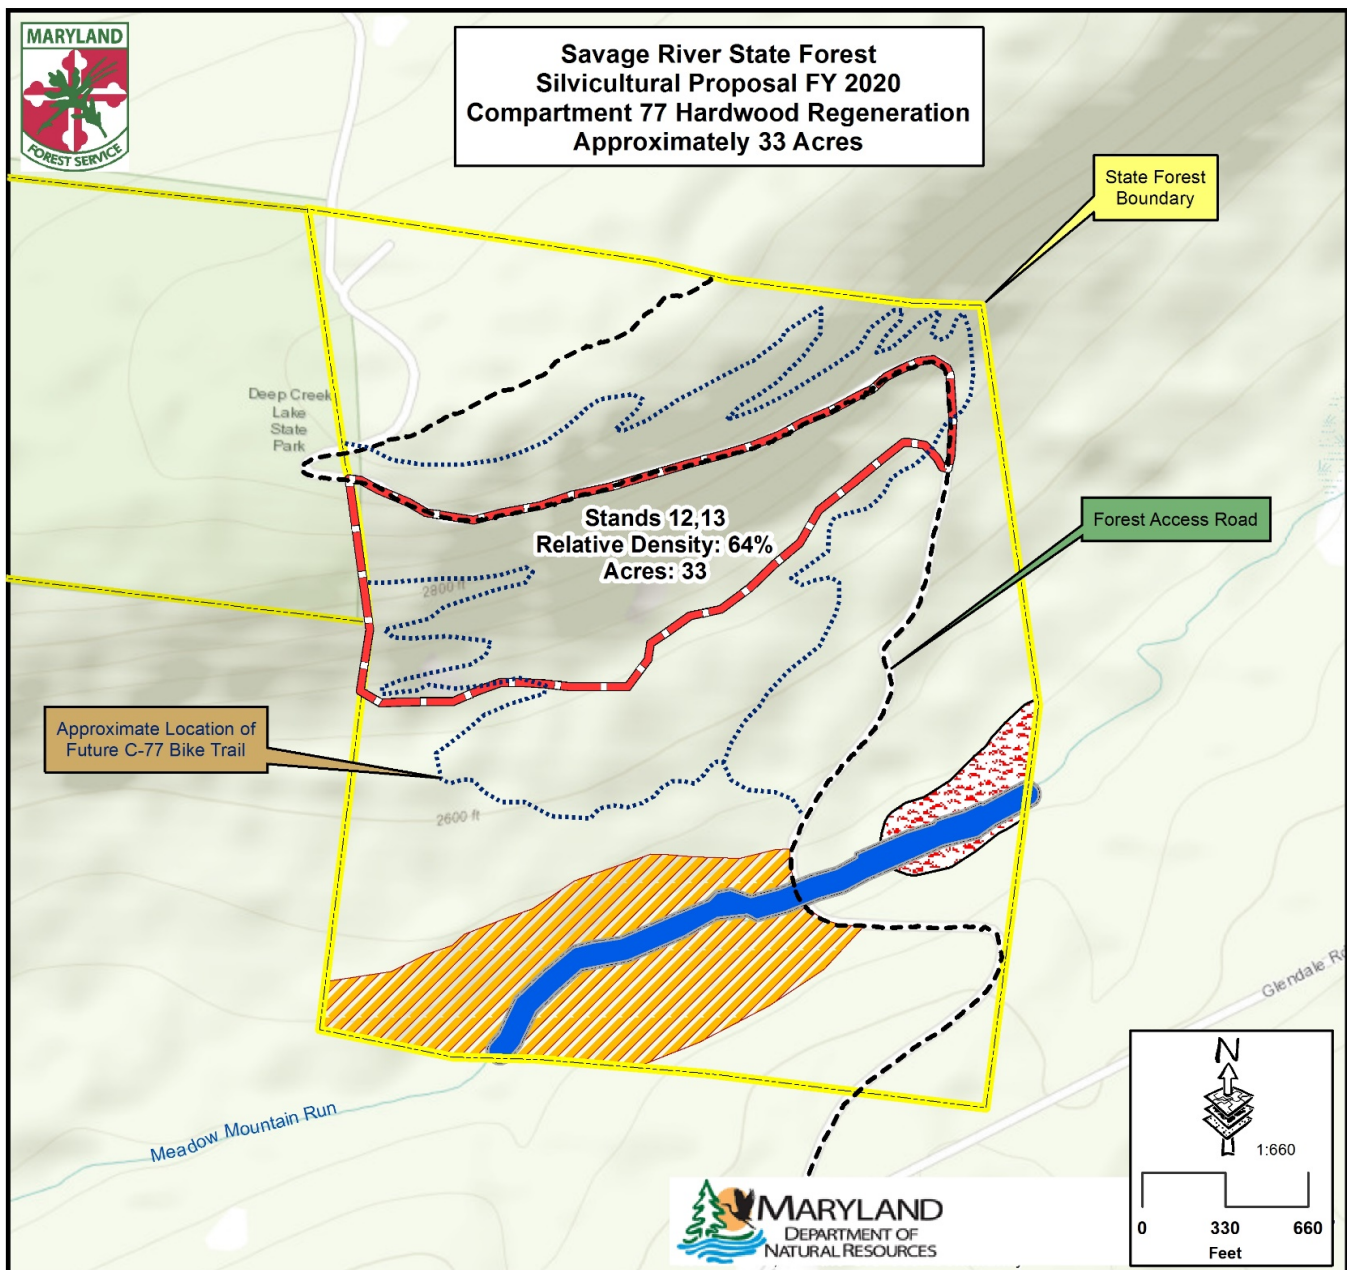 MARYLAND
FOREST SERVICE
Savage River State Forest
Silvicultural Proposal FY 2020
Compartment 77 Hardwood Regeneration
Approximately 33 Acres
State Forest
Boundary
Deep Creek
Lake
State
Park
Forest Access Road
Stands 12,13
Relative Density: 64%
Acres: 33
2800 ft
Approximate Location of
Future C-77 Bike Trail
2600 ft
Glendale Rd
Meadow Mountain Run
N
1:660
0 330 660
Feet
MARYLAND
DEPARTMENT OF
NATURAL RESOURCES